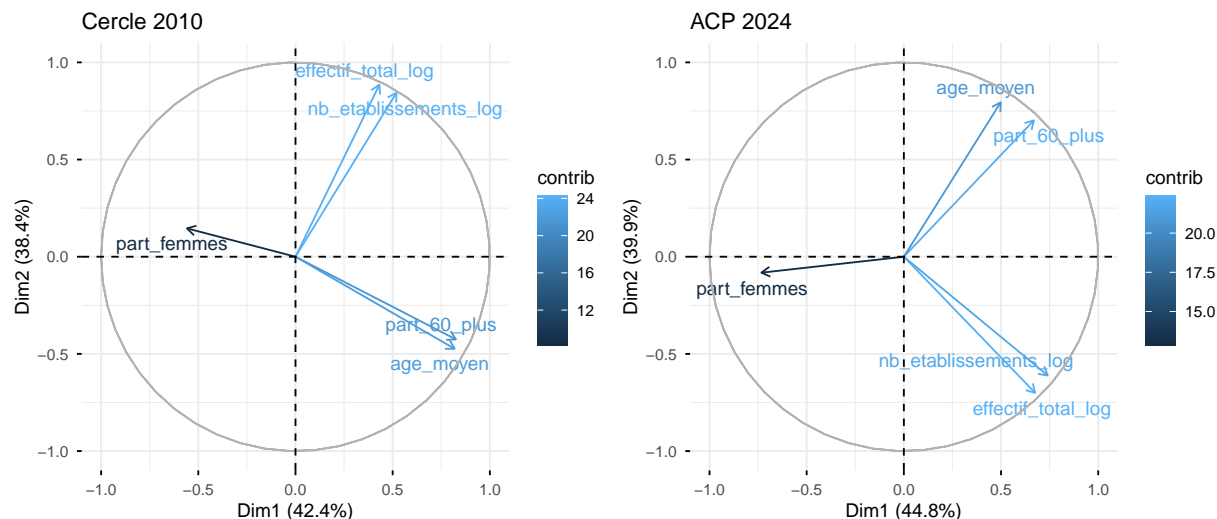 Cercle 2010
1.0
0.5
0.0
−0.5
−1.0
Dim2 (38.4%)
effectif_total_log
nb_etablissements_log
part_femmes
part_60_plus
age_moyen
−1.0
−0.5
0.0
0.5
1.0
Dim1 (42.4%)
contrib
24
20
16
12
ACP 2024
1.0
0.5
0.0
−0.5
−1.0
Dim2 (39.9%)
age_moyen
part_60_plus
part_femmes
nb_etablissements_log
effectif_total_log
−1.0
−0.5
0.0
0.5
1.0
Dim1 (44.8%)
contrib
20.0
17.5
15.0